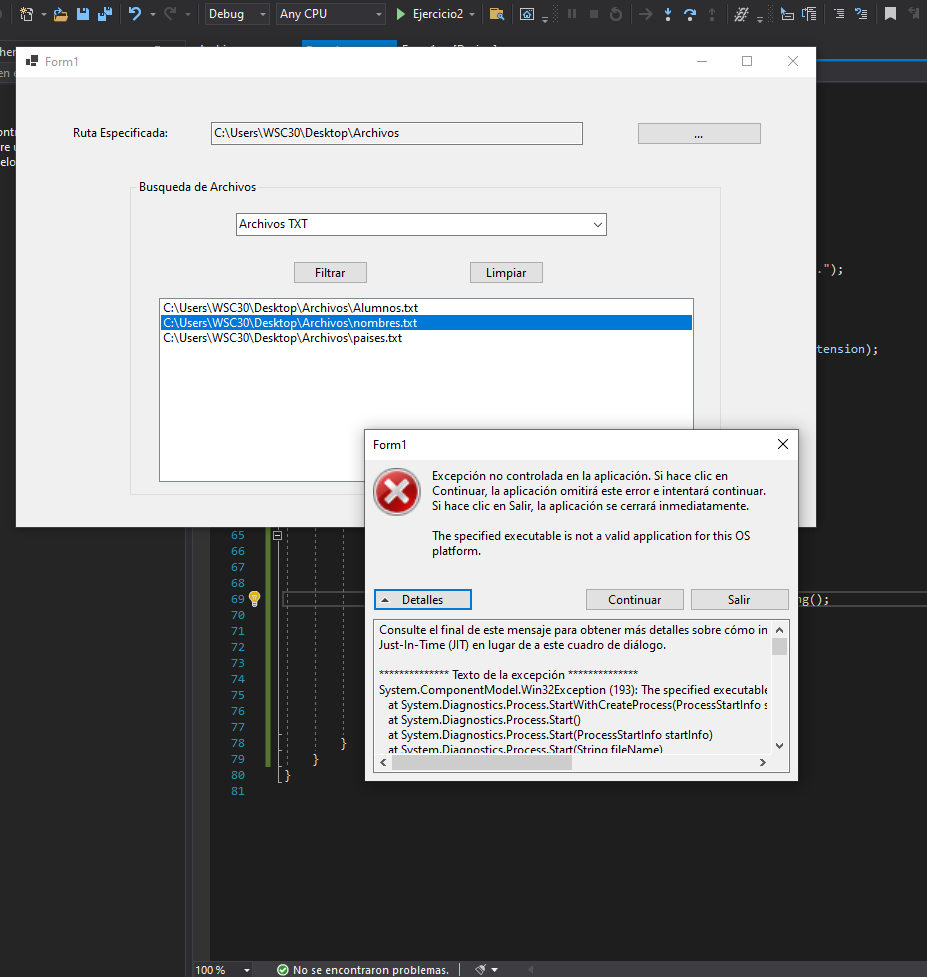 Debug
Any CPU
Ejercicio2
Form1
Ruta Especificada:
C:\Users\WSC30\Desktop\Archivos
...
Busqueda de Archivos
Archivos TXT
Filtrar
Limpiar
C:\Users\WSC30\Desktop\Archivos\Alumnos.txt
C:\Users\WSC30\Desktop\Archivos\nombres.txt
C:\Users\WSC30\Desktop\Archivos\paises.txt
.");
tension);
Form1
Excepción no controlada en la aplicación. Si hace clic en
Continuar, la aplicación omitirá este error e intentará continuar.
Si hace clic en Salir, la aplicación se cerrará inmediatamente.
The specified executable is not a valid application for this OS
platform.
Detalles
Continuar
Salir
Consulte el final de este mensaje para obtener más detalles sobre cómo in
Just-In-Time (JIT) en lugar de a este cuadro de diálogo.
************** Texto de la excepción **************
System.ComponentModel.Win32Exception (193): The specified executable
at System.Diagnostics.Process.StartWithCreateProcess(ProcessStartInfo s
at System.Diagnostics.Process.Start()
at System.Diagnostics.Process.Start(ProcessStartInfo startInfo)
at System.Diagnostics.Process.Start(String fileName)
65
66
67
68
69 ng();
70
71
72
73
74
75
76
77
78 }
79 }
80 }
81
100 %
No se encontraron problemas.